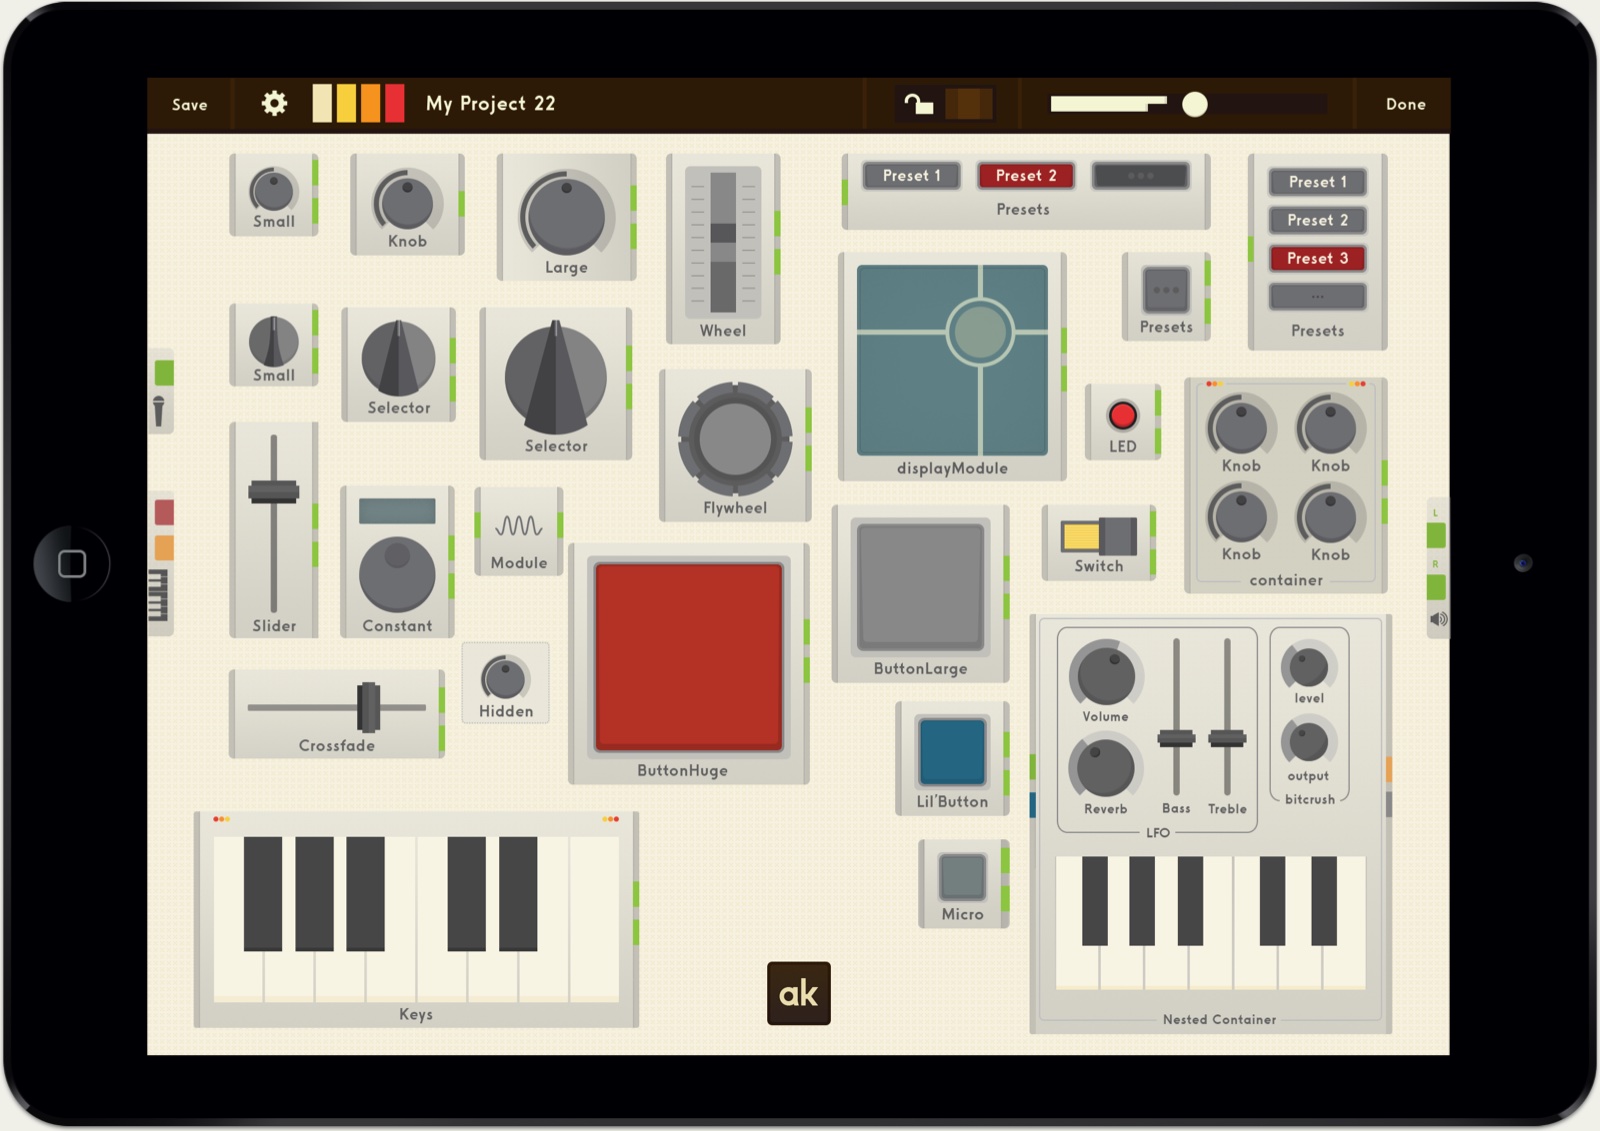 Save
My Project 22
Done
Small
Knob
Large
Wheel
Preset 1
Preset 2
Presets
Preset 1
Preset 2
Preset 3
Presets
Presets
Small
Selector
Selector
Flywheel
displayModule
LED
Knob
Knob
Knob
Knob
container
Slider
Constant
Module
Hidden
Crossfade
ButtonHuge
ButtonLarge
Switch
L
R
Lil'Button
Micro
Volume
Reverb
Bass
Treble
LFO
level
output
bitcrush
Nested Container
Keys
ak